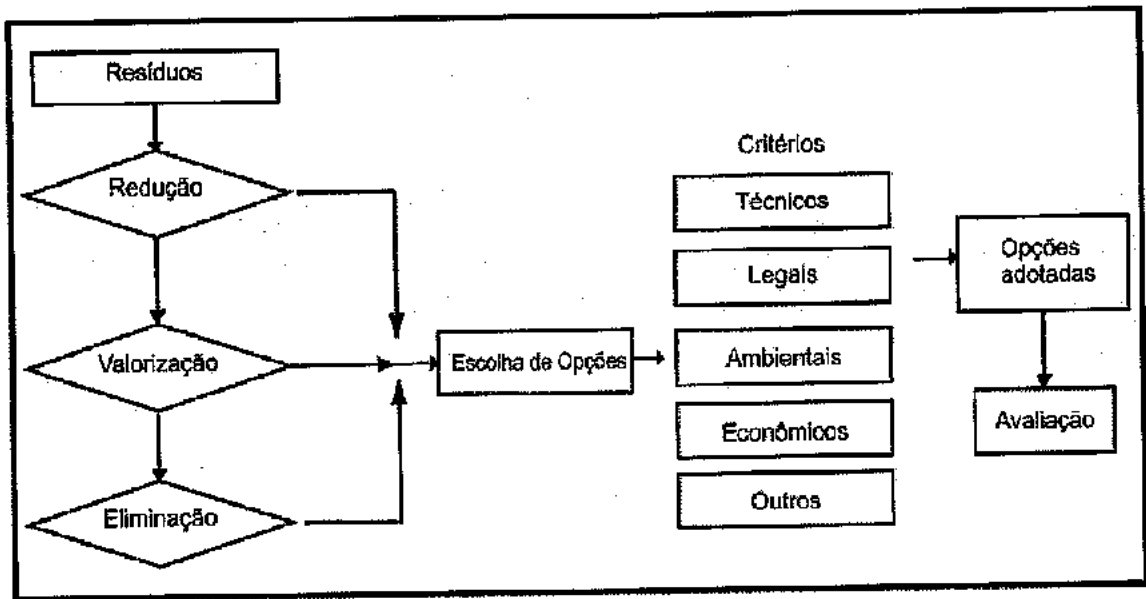 Resíduos
Redução
Valorização
Eliminação
Escolha de Opções
Critérios
Técnicos
Legais
Ambientais
Econômicos
Outros
Opções
adotadas
Avaliação